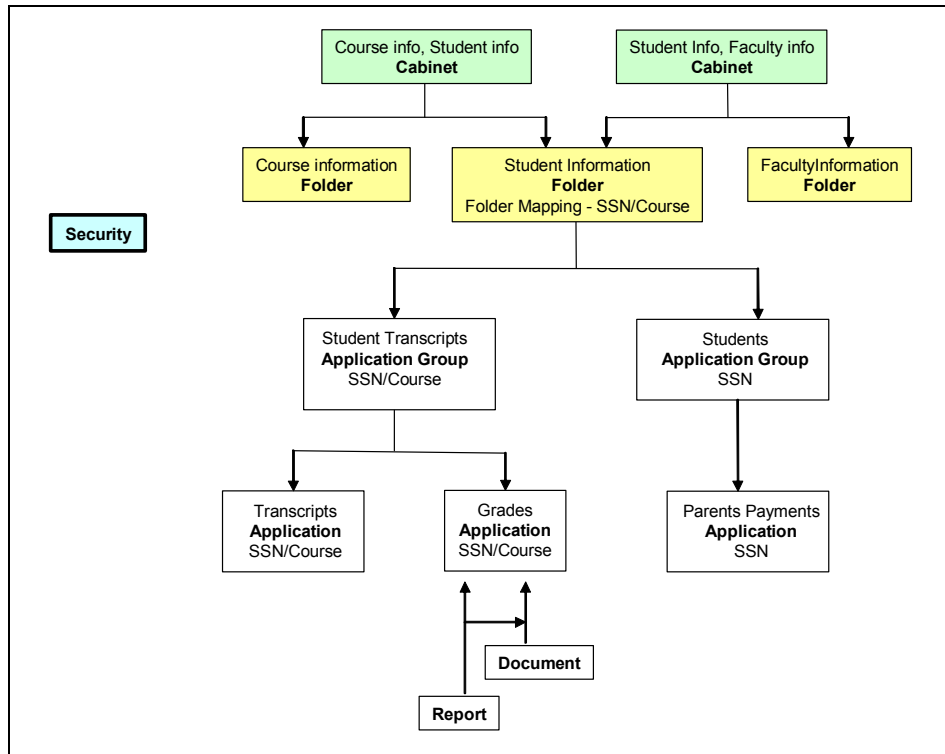 Course info, Student info
Cabinet
Student Info, Faculty info
Cabinet
Course information
Folder
Student Information
Folder
Folder Mapping - SSN/Course
FacultyInformation
Folder
Security
Student Transcripts
Application Group
SSN/Course
Students
Application Group
SSN
Transcripts
Application
SSN/Course
Grades
Application
SSN/Course
Parents Payments
Application
SSN
Document
Report